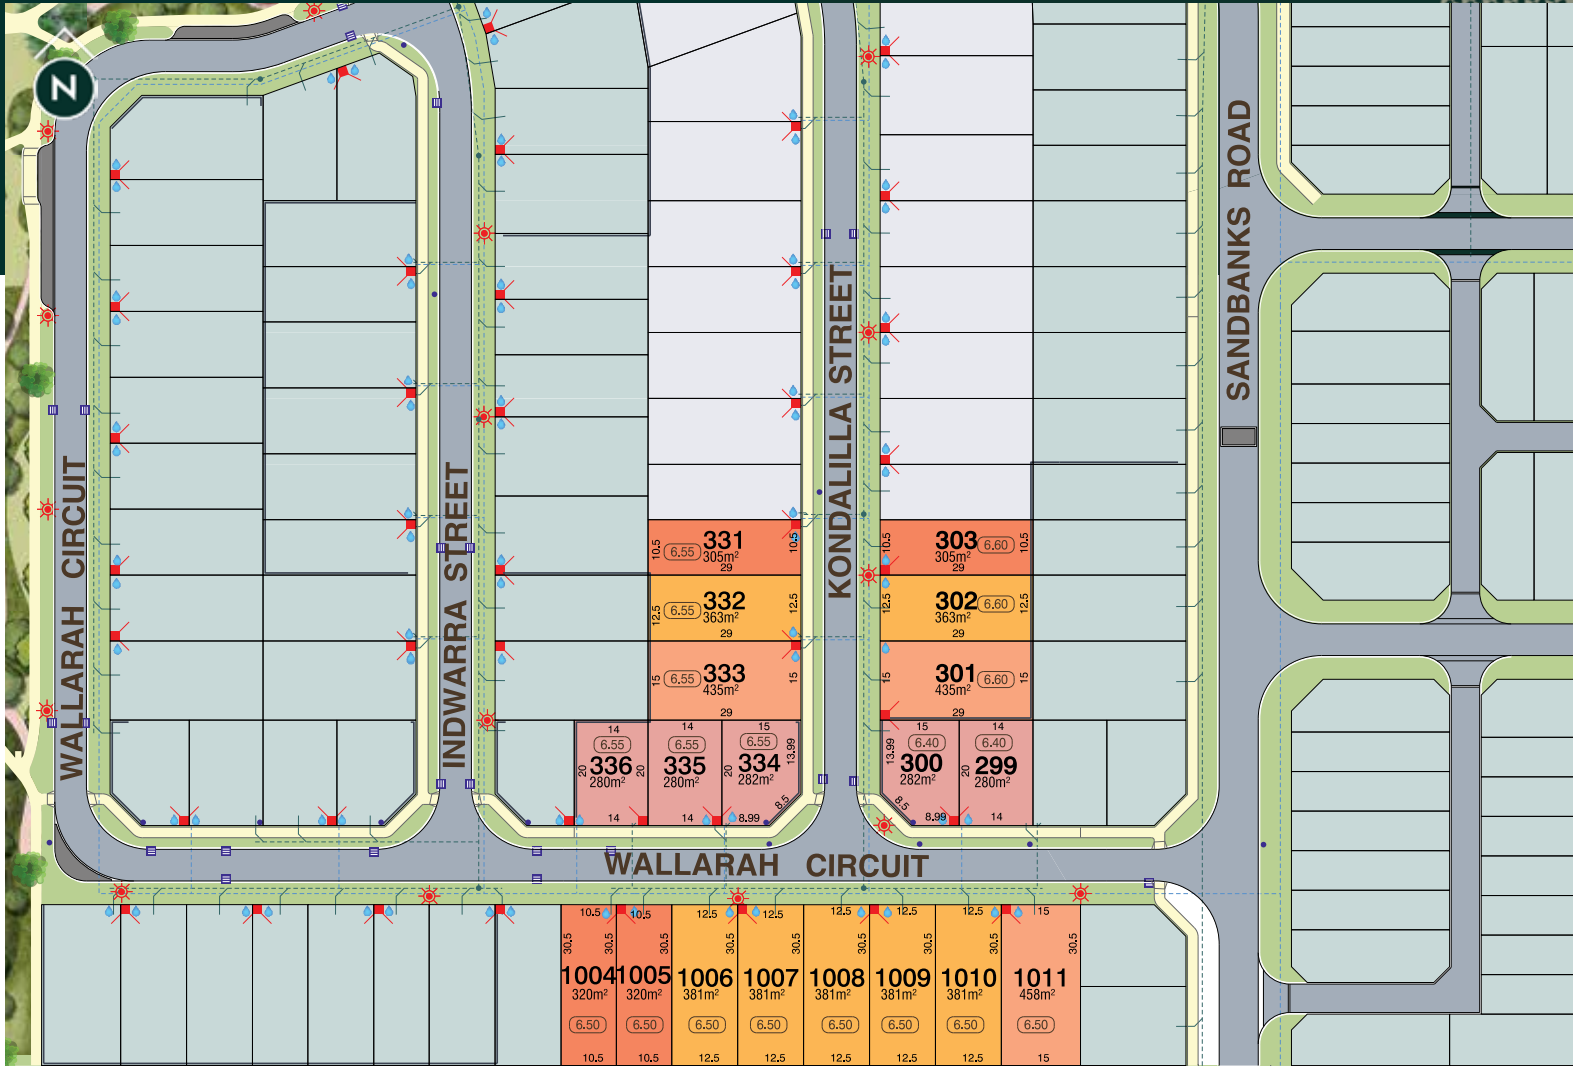 N
SANDBANKS ROAD
KONDALILLA STREET
WALLARAH CIRCUIT
INDWARRA STREET
10.5 6.55 331 10.5
305m²
29
12.5 6.55 332 12.5
363m²
29
15 6.55 333 15
435m²
29
10.5 303 6.60 10.5
305m²
29
12.5 302 6.60 12.5
363m²
29
15 301 6.60 15
435m²
29
14 14 15
6.55 6.55 6.55
20 336 20 335 334 13.99
280m² 280m² 282m²
14 14 8.99 8.5
15 14
6.40 6.40
13.99 300 20 299
282m² 280m²
8.5 8.99 14
WALLARAH CIRCUIT
10.5 10.5 12.5 12.5 12.5 12.5 12.5 15
30.5 30.5 30.5 30.5 30.5 30.5 30.5 30.5 30.5
1004 1005 1006 1007 1008 1009 1010 1011
320m² 320m² 381m² 381m² 381m² 381m² 381m² 458m²
6.50 6.50 6.50 6.50 6.50 6.50 6.50 6.50
10.5 10.5 12.5 12.5 12.5 12.5 12.5 15